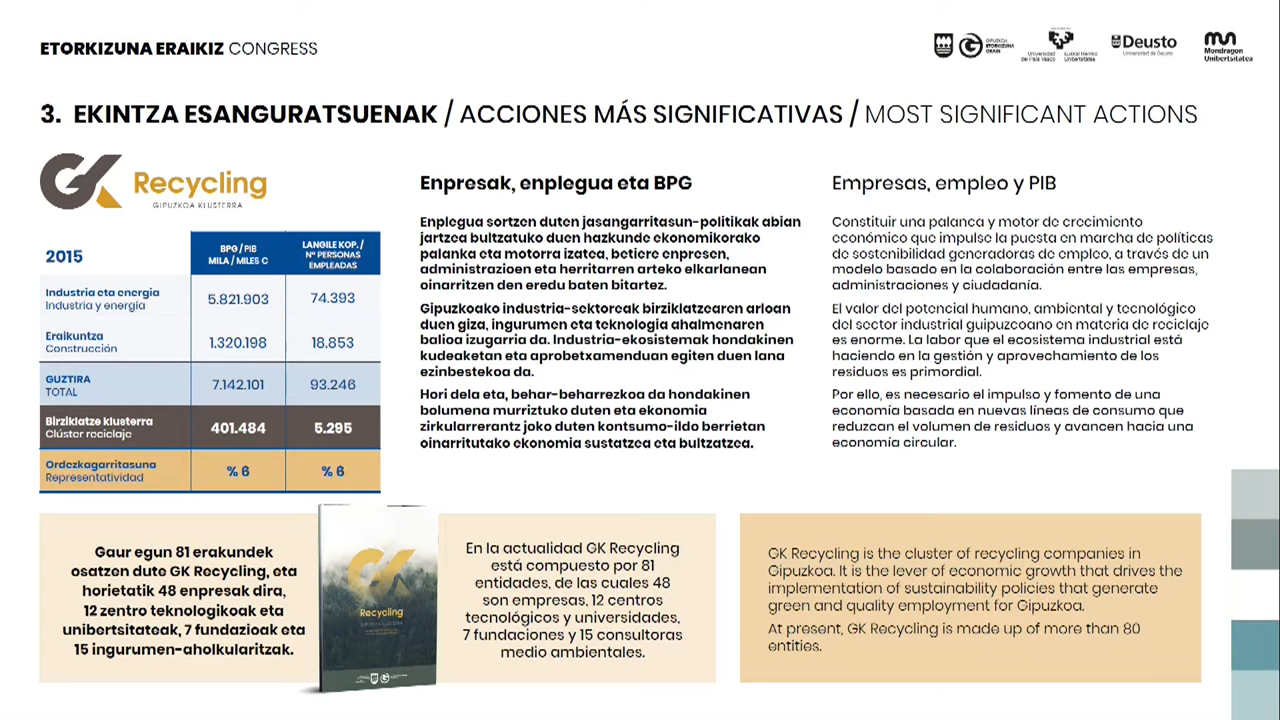 ETORKIZUNA ERAIKIZ CONGRESS
GIPUZKOA
ETORKIZUNA
ORAIN
Universidad
del País Vasco
Euskal Herriko
Unibertsitatea
Deusto
Universidad de Deusto
Mondragon
Unibertsitatea
3. EKINTZA ESANGURATSUENAK / ACCIONES MÁS SIGNIFICATIVAS / MOST SIGNIFICANT ACTIONS
GK Recycling
GIPUZKOA KLUSTERRA
2015
BPG / PIB
MILA / MILES €
LANGILE KOP. /
Nº PERSONAS
EMPLEADAS
Industria eta energia
Industria y energía
5.821.903
74.393
Eraikuntza
Construcción
1.320.198
18.853
GUZTIRA
TOTAL
7.142.101
93.246
Birziklatze klusterra
Clúster reciclaje
401.484
5.295
Ordezkagarritasuna
Representatividad
% 6
% 6
Enpresak, enplegua eta BPG
Enplegua sortzen duten jasangarritasun-politikak abian
jartzea bultzatuko duen hazkunde ekonomikorako
palanka eta motorra izatea, betiere enpresen,
administrazioen eta herritarren arteko elkarlanean
oinarritzen den eredu baten bitartez.
Gipuzkoako industria-sektoreak birziklatzearen arloan
duen giza, ingurumen eta teknologia ahalmenaren
balioa izugarria da. Industria-ekosistemak hondakinen
kudeaketan eta aprobetxamenduan egiten duen lana
ezinbestekoa da.
Hori dela eta, behar-beharrezkoa da hondakinen
bolumena murriztuko duten eta ekonomia
zirkularrerantz joko duten kontsumo-ildo berrietan
oinarritutako ekonomia sustatzea eta bultzatzea.
Empresas, empleo y PIB
Constituir una palanca y motor de crecimiento
económico que impulse la puesta en marcha de políticas
de sostenibilidad generadoras de empleo, a través de un
modelo basado en la colaboración entre las empresas,
administraciones y ciudadanía.
El valor del potencial humano, ambiental y tecnológico
del sector industrial guipuzcoano en materia de reciclaje
es enorme. La labor que el ecosistema industrial está
haciendo en la gestión y aprovechamiento de los
residuos es primordial.
Por ello, es necesario el impulso y fomento de una
economía basada en nuevas líneas de consumo que
reduzcan el volumen de residuos y avancen hacia una
economía circular.
Gaur egun 81 erakundek
osatzen dute GK Recycling, eta
horietatik 48 enpresak dira,
12 zentro teknologikoak eta
unibertsitateak, 7 fundazioak eta
15 ingurumen-aholkularitzak.
GK
Recycling
GIPUZKOA KLUSTERRA
En la actualidad GK Recycling
está compuesto por 81
entidades, de las cuales 48
son empresas, 12 centros
tecnológicos y universidades,
7 fundaciones y 15 consultoras
medio ambientales.
GK Recycling is the cluster of recycling companies in
Gipuzkoa. It is the lever of economic growth that drives the
implementation of sustainability policies that generate
green and quality employment for Gipuzkoa.
At present, GK Recycling is made up of more than 80
entities.